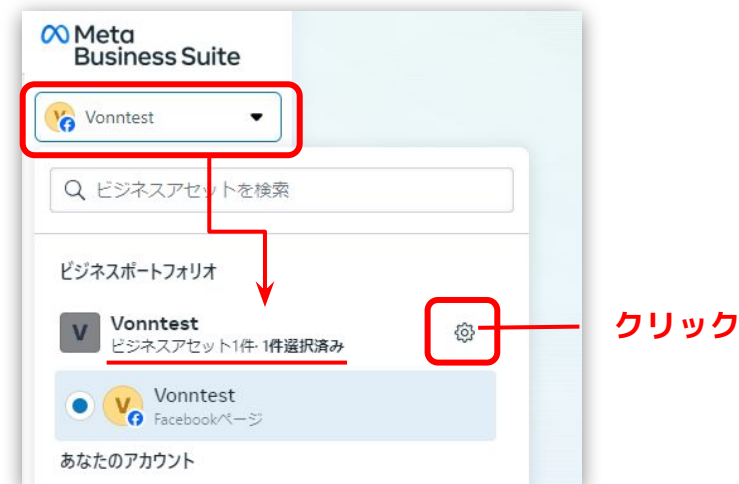 Meta
Business Suite
Vonntest
ビジネスアセットを検索
ビジネスポートフォリオ
V
Vonntest
ビジネスアセット1件· 1件選択済み
クリック
V
Vonntest
Facebookページ
あなたのアカウント